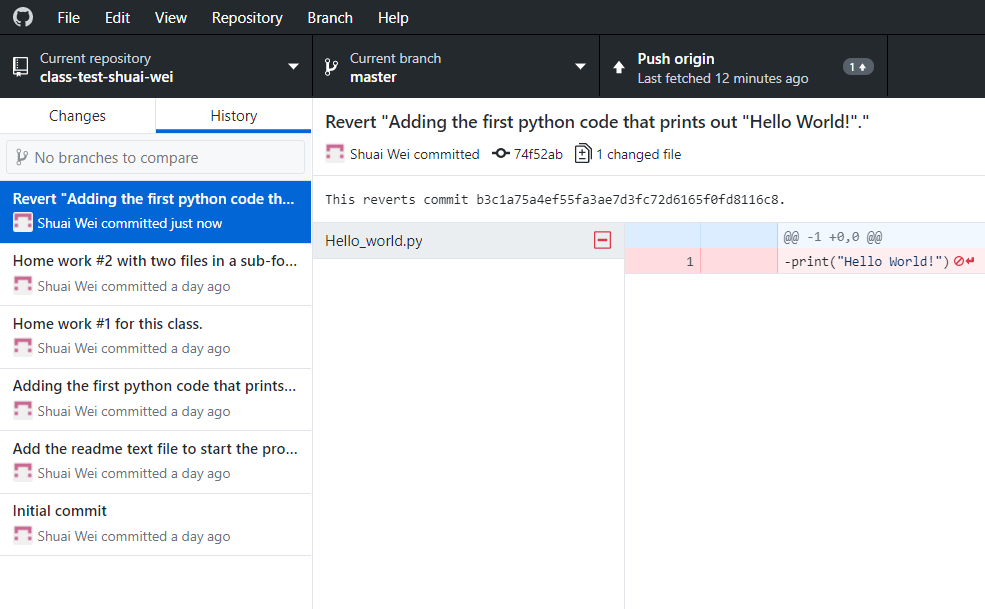 File Edit View Repository Branch Help
Current repository
class-test-shuai-wei
Current branch
master
Push origin
Last fetched 12 minutes ago
1
Changes
History
No branches to compare
Revert "Adding the first python code th...
Shuai Wei committed just now
Home work #2 with two files in a sub-fo...
Shuai Wei committed a day ago
Home work #1 for this class.
Shuai Wei committed a day ago
Adding the first python code that prints...
Shuai Wei committed a day ago
Add the readme text file to start the pro...
Shuai Wei committed a day ago
Initial commit
Shuai Wei committed a day ago
Revert "Adding the first python code that prints out "Hello World!"."
Shuai Wei committed 74f52ab 1 changed file
This reverts commit b3c1a75a4ef55fa3ae7d3fc72d6165f0fd8116c8.
Hello_world.py
@@ -1 +0,0 @@
1 -print("Hello World!")